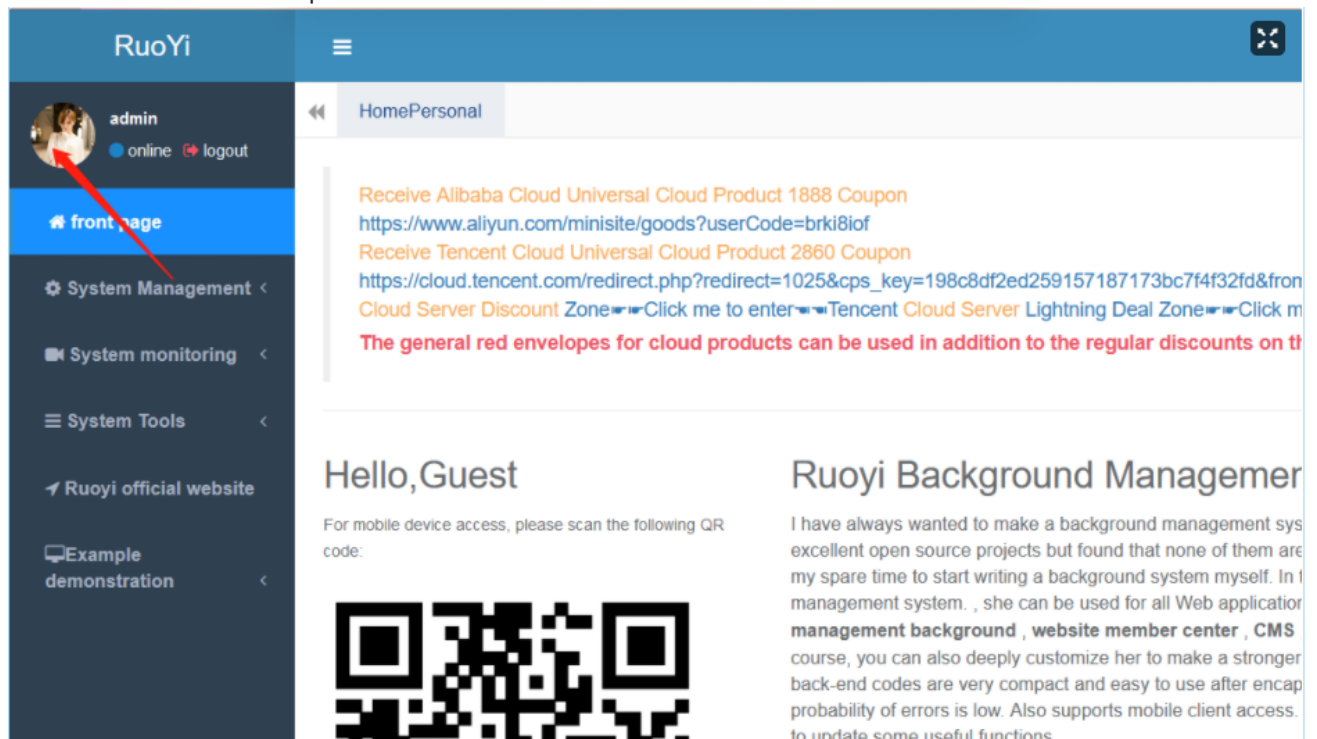 RuoYi
admin
online logout
front page
System Management
System monitoring
System Tools
Ruoyi official website
Example
demonstration
HomePersonal
Receive Alibaba Cloud Universal Cloud Product 1888 Coupon
https://www.aliyun.com/minisite/goods?userCode=brki8iof
Receive Tencent Cloud Universal Cloud Product 2860 Coupon
https://cloud.tencent.com/redirect.php?redirect=1025&cps_key=198c8df2ed259157187173bc7f4f32fd&fron
Cloud Server Discount Zone☛☛Click me to enter☚☚Tencent Cloud Server Lightning Deal Zone☛☛Click m
The general red envelopes for cloud products can be used in addition to the regular discounts on th
Hello,Guest
For mobile device access, please scan the following QR
code:
Ruoyi Background Managemen
I have always wanted to make a background management sys
excellent open source projects but found that none of them are
my spare time to start writing a background system myself. In t
management system. , she can be used for all Web application
management background , website member center , CMS
course, you can also deeply customize her to make a stronger
back-end codes are very compact and easy to use after encap
probability of errors is low. Also supports mobile client access.
to update some useful functions